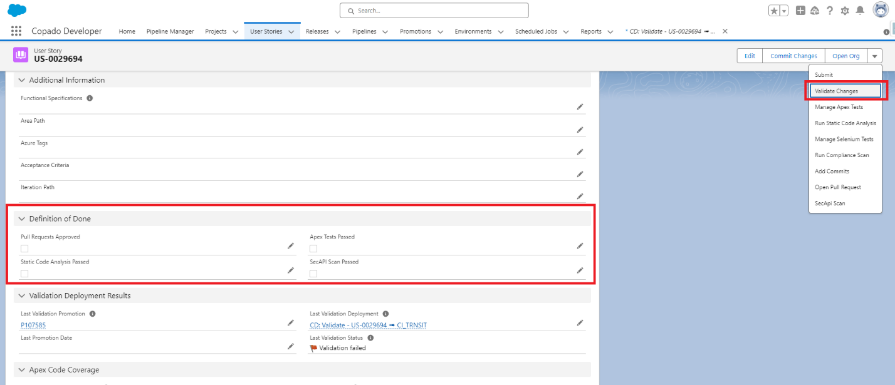 Search...
Copado Developer Home Pipeline Manager Projects User Stories Releases Pipelines Promotions Environments Scheduled Jobs Reports * CD: Validate - US-0029694 ➞ ...
User Story
US-0029694
Edit Commit Changes Open Org
Submit
Validate Changes
Manage Apex Tests
Run Static Code Analysis
Manage Selenium Tests
Run Compliance Scan
Add Commits
Open Pull Request
SecApi Scan
Additional Information
Functional Specifications
Area Path
Azure Tags
Acceptance Criteria
Iteration Path
Definition of Done
Pull Requests Approved Apex Tests Passed
Static Code Analysis Passed SecAPI Scan Passed
Validation Deployment Results
Last Validation Promotion Last Validation Deployment
P107585 CD: Validate - US-0029694 ➞ CI_TRNSIT
Last Promotion Date Last Validation Status
Validation failed
Apex Code Coverage